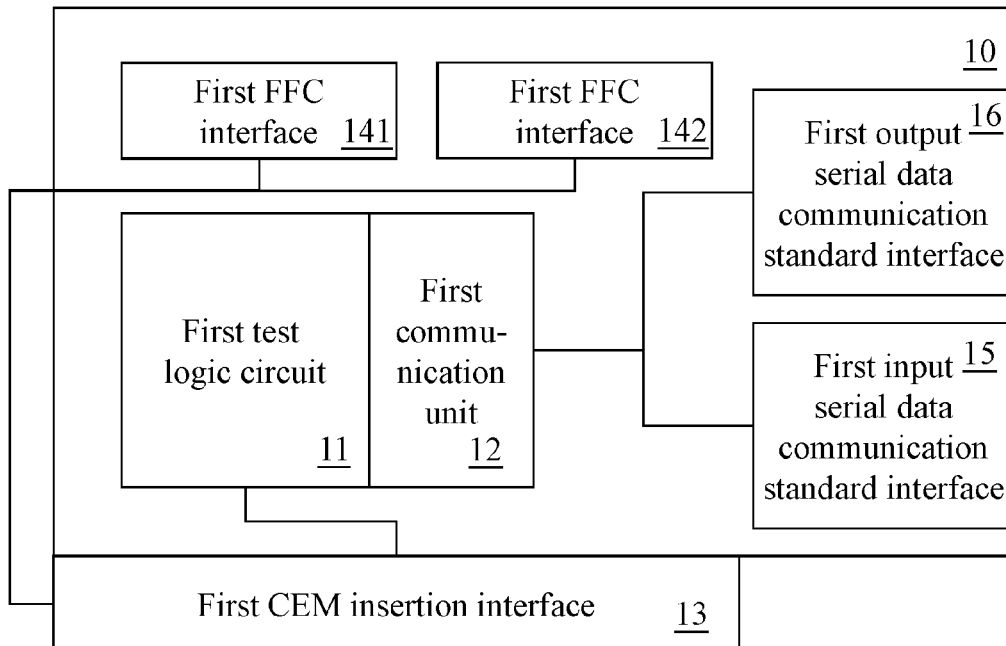 10
First FFC
interface 141
First FFC
interface 142
First output 16
serial data
communication
standard interface
First test
logic circuit
11
First
commu-
nication
unit
12
First input 15
serial data
communication
standard interface
First CEM insertion interface 13